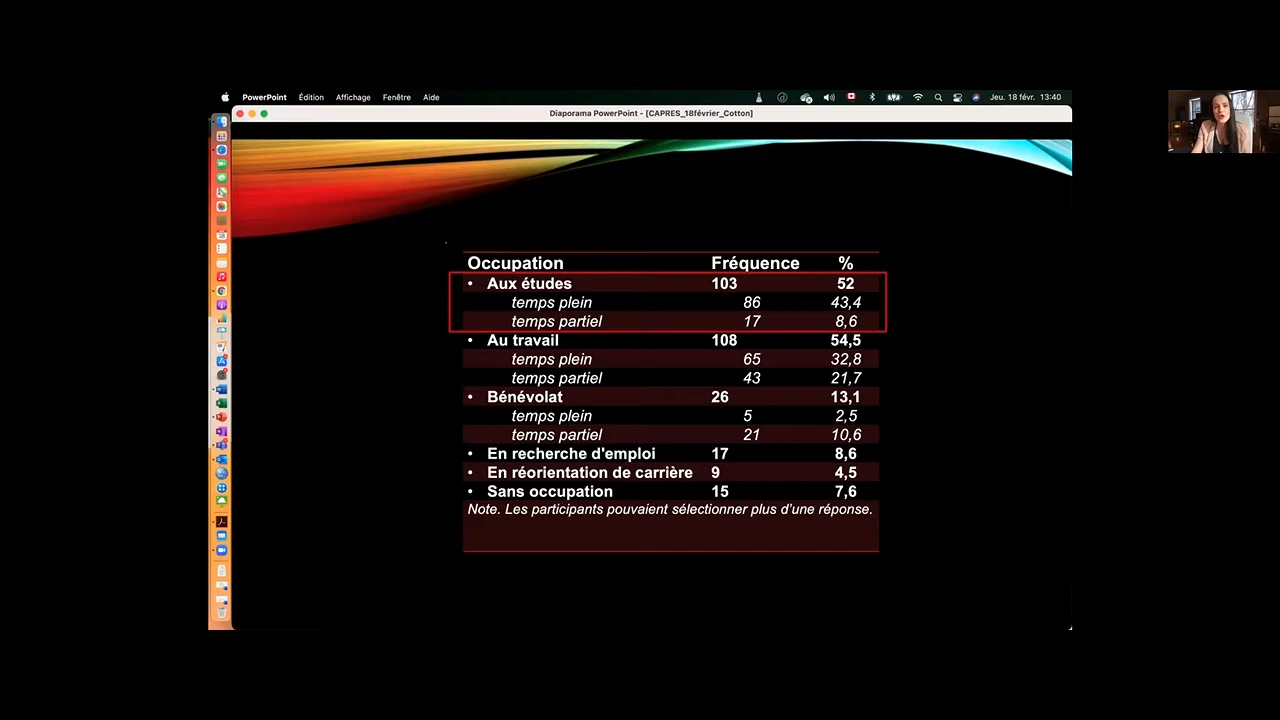 PowerPoint Édition Affichage Fenêtre Aide Jeu. 18 févr. 13:40
Diaporama PowerPoint - [CAPRES_18février_Cotton]
Occupation Fréquence %
• Aux études 103 52
temps plein 86 43,4
temps partiel 17 8,6
• Au travail 108 54,5
temps plein 65 32,8
temps partiel 43 21,7
• Bénévolat 26 13,1
temps plein 5 2,5
temps partiel 21 10,6
• En recherche d'emploi 17 8,6
• En réorientation de carrière 9 4,5
• Sans occupation 15 7,6
Note. Les participants pouvaient sélectionner plus d'une réponse.